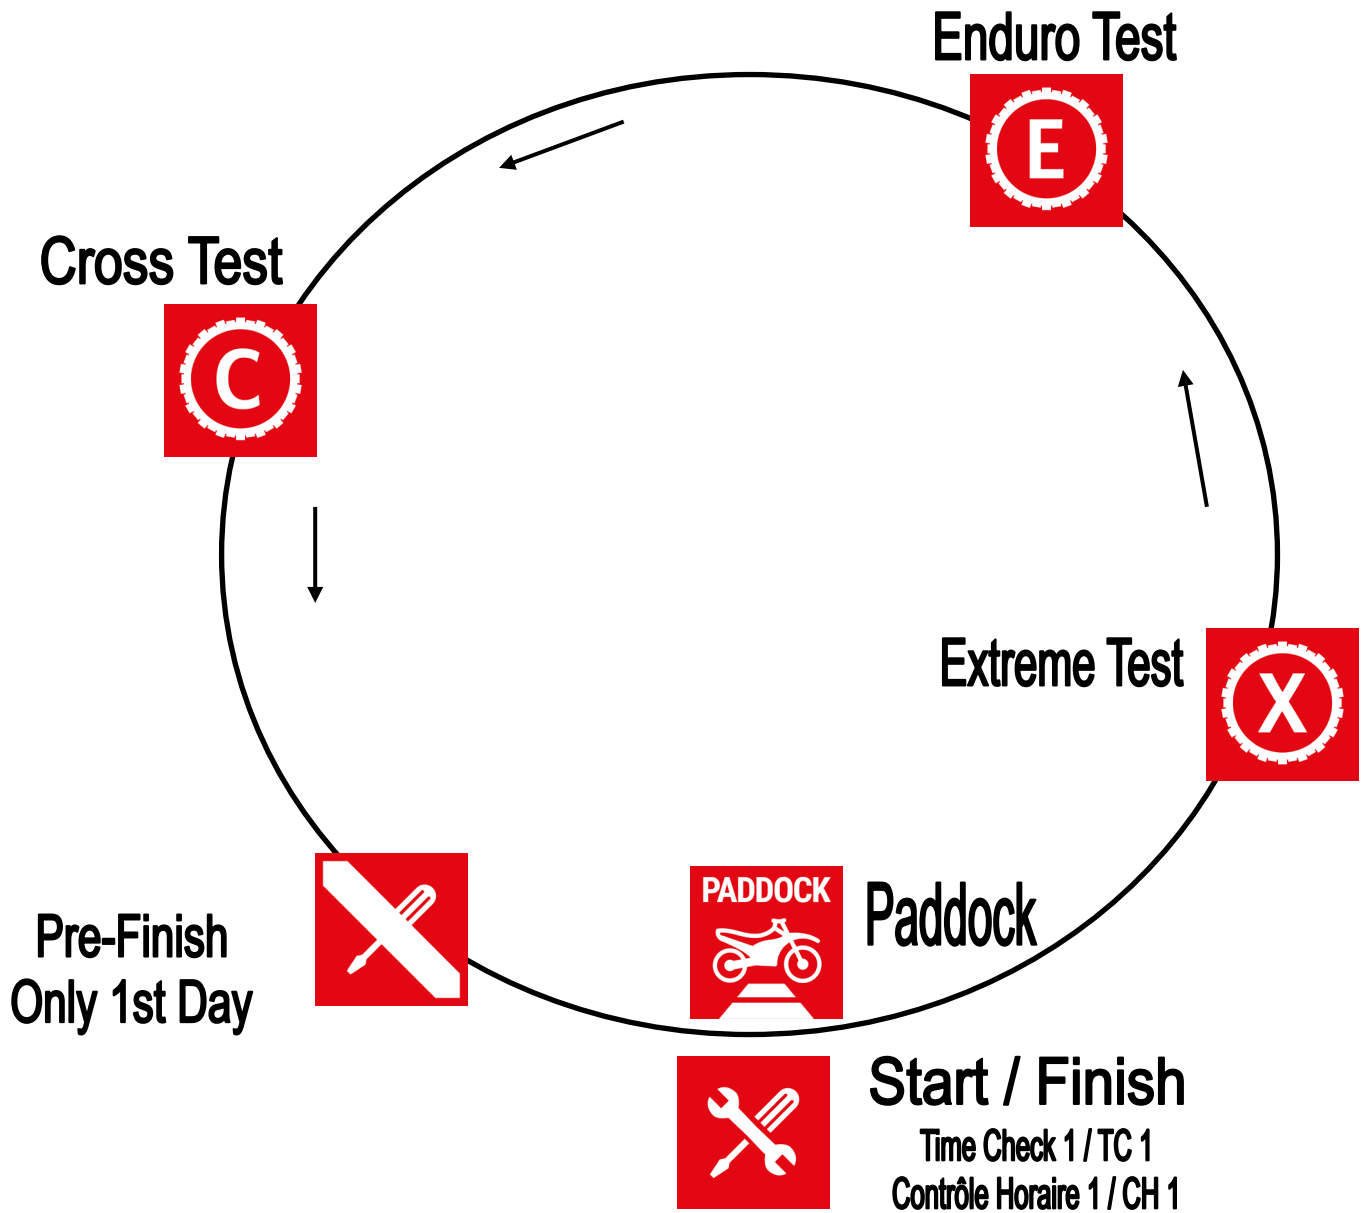 Enduro Test
E
Cross Test
C
Extreme Test
X
PADDOCK
Paddock
Pre-Finish
Only 1st Day
Start / Finish
Time Check 1 / TC 1
Contrôle Horaire 1 / CH 1